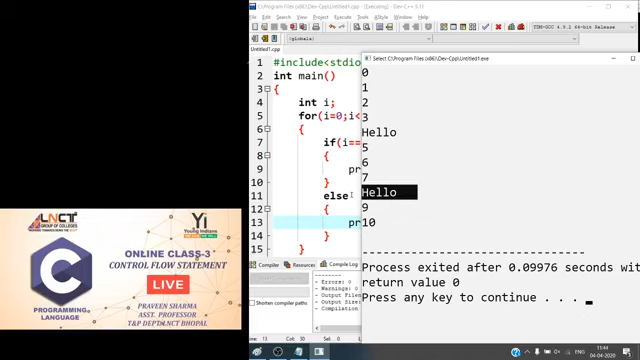 C:\Program Files (x86)\Dev-Cpp\Untitled1.cpp - [Executing] - Dev-C++ 5.11
File Edit Search View Project Execute Tools AStyle Window Help
TDM-GCC 4.9.2 64-bit Release
(globals)
Untitled1.cpp
1 #include<stdio
2 int main()
3 {
4 int i;
5 for(i=0;i<
6 {
7 if(i==
8 {
9 pr
10 }
11 else
12 {
13 pr
14 }
15 }
Select C:\Program Files (x86)\Dev-Cpp\Untitled1.exe
0
1
2
3
Hello
5
6
7
Hello
9
10
Process exited after 0.09976 seconds wit
return value 0
Press any key to continue . . .
Compiler Resources Compile Log
Shorten compiler paths
- Errors: 0
- Warnings: 0
- Output Filen
- Output Size:
- Compilation
LNCT
GROUP OF COLLEGES
Yi
Young Indians
C
PROGRAMMING
LANGUAGE
ONLINE CLASS-3
CONTROL FLOW STATEMENT
LIVE
PRAVEEN SHARMA
ASST. PROFESSOR
T&P DEPT.LNCT BHOPAL
11:44
04-04-2020